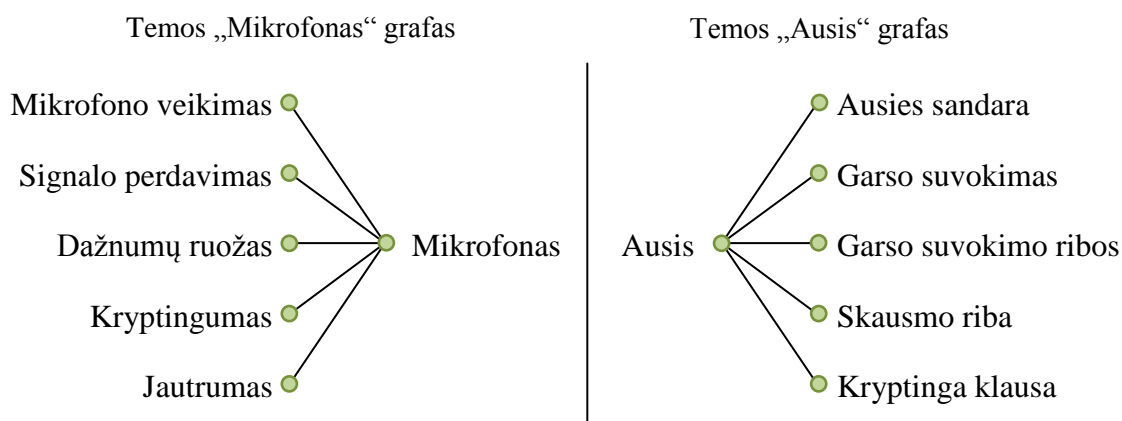 Temos „Mikrofonas“ grafas
Mikrofono veikimas
Signalo perdavimas
Dažnumų ruožas
Kryptingumas
Jautrumas
Mikrofonas
Temos „Ausis“ grafas
Ausis
Ausies sandara
Garso suvokimas
Garso suvokimo ribos
Skausmo riba
Kryptinga klausa